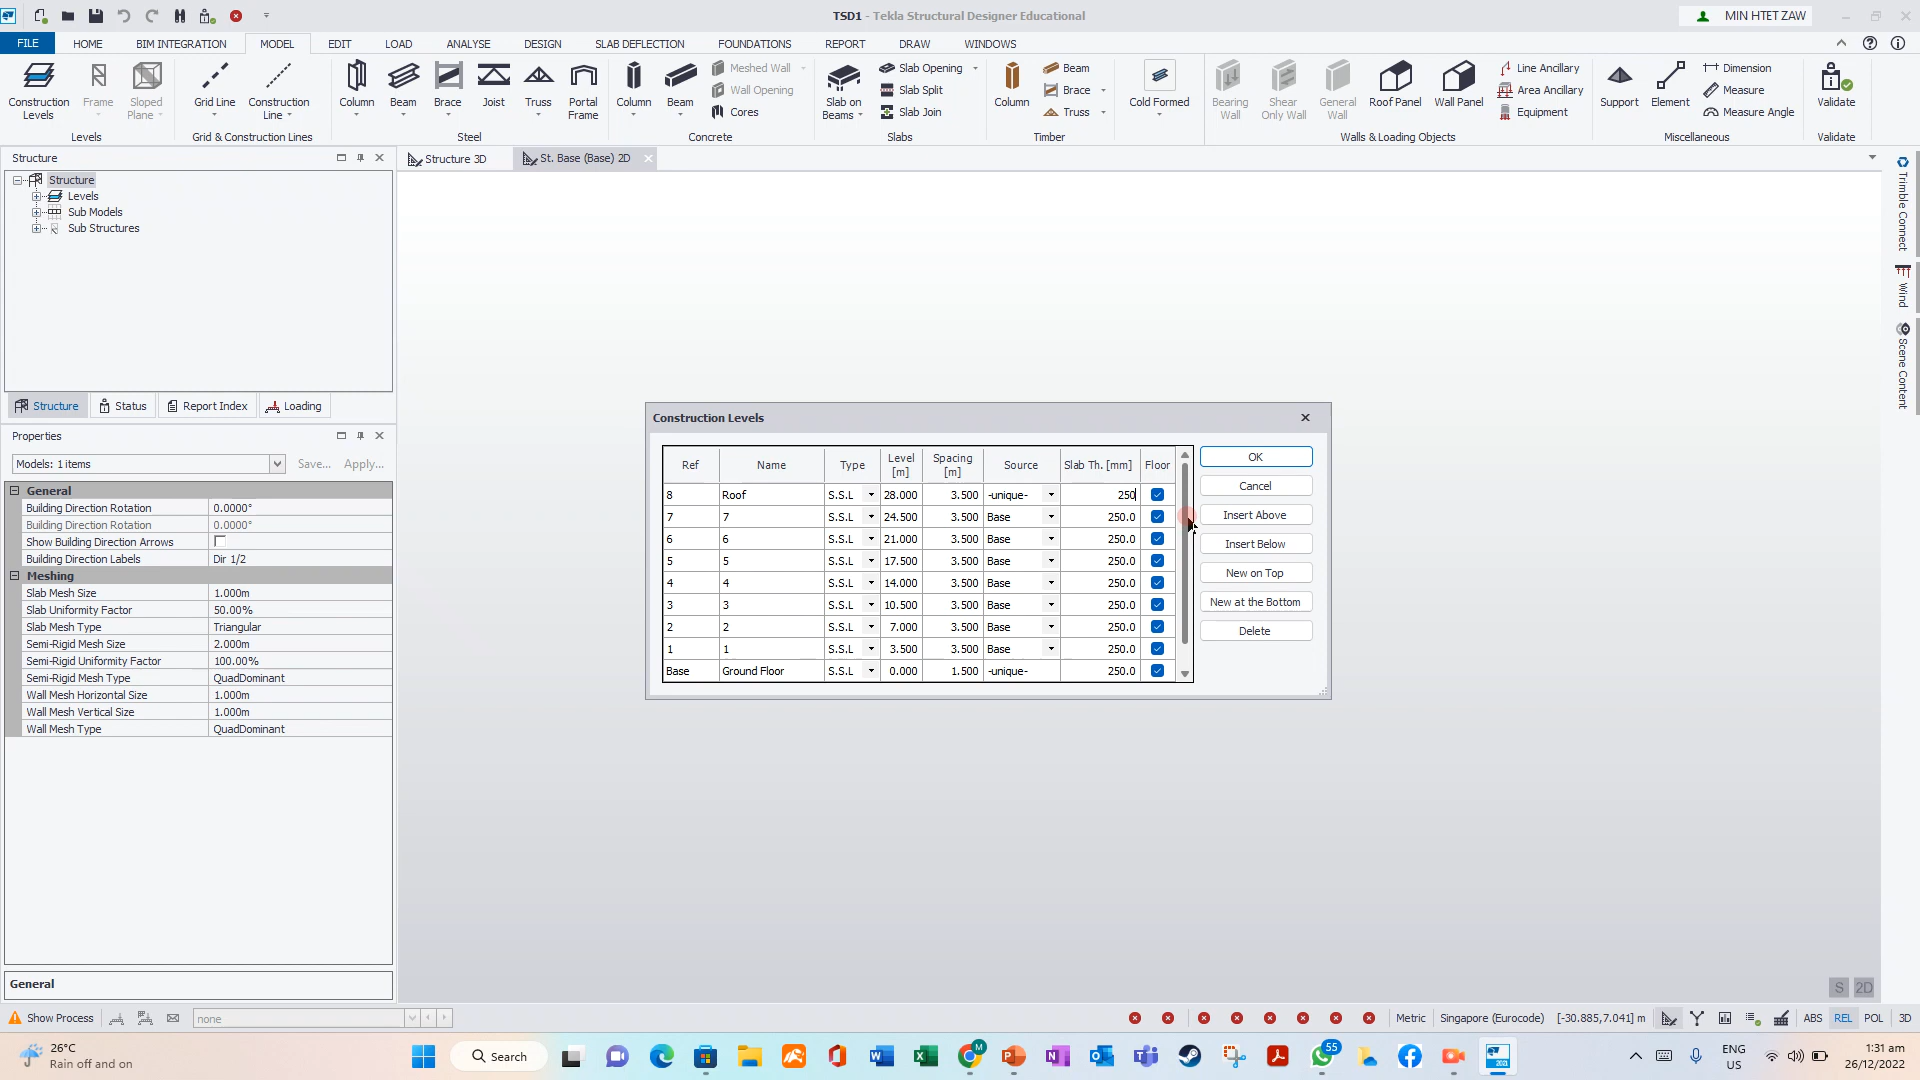 TSD1 - Tekla Structural Designer Educational
MIN HTET ZAW
FILE HOME BIM INTEGRATION MODEL EDIT LOAD ANALYSE DESIGN SLAB DEFLECTION FOUNDATIONS REPORT DRAW WINDOWS
Construction Levels
Frame
Sloped Plane
Levels
Grid Line
Construction Line
Grid & Construction Lines
Column
Beam
Brace
Joist
Truss
Portal Frame
Steel
Column
Beam
Meshed Wall
Wall Opening
Cores
Concrete
Slab on Beams
Slab Opening
Slab Split
Slab Join
Slabs
Column
Beam
Brace
Truss
Timber
Cold Formed
Bearing Wall
Shear Only Wall
General Wall
Roof Panel
Wall Panel
Line Ancillary
Area Ancillary
Equipment
Walls & Loading Objects
Support
Element
Dimension
Measure
Measure Angle
Miscellaneous
Validate
Validate
Structure
Structure
Levels
Sub Models
Sub Structures
Structure Status Report Index Loading
Properties
Models: 1 items Save... Apply...
General
Building Direction Rotation 0.0000°
Building Direction Rotation 0.0000°
Show Building Direction Arrows
Building Direction Labels Dir 1/2
Meshing
Slab Mesh Size 1.000m
Slab Uniformity Factor 50.00%
Slab Mesh Type Triangular
Semi-Rigid Mesh Size 2.000m
Semi-Rigid Uniformity Factor 100.00%
Semi-Rigid Mesh Type QuadDominant
Wall Mesh Horizontal Size 1.000m
Wall Mesh Vertical Size 1.000m
Wall Mesh Type QuadDominant
General
Structure 3D St. Base (Base) 2D
Construction Levels
Ref Name Type Level [m] Spacing [m] Source Slab Th. [mm] Floor
8 Roof S.S.L 28.000 3.500 -unique- 250
7 7 S.S.L 24.500 3.500 Base 250.0
6 6 S.S.L 21.000 3.500 Base 250.0
5 5 S.S.L 17.500 3.500 Base 250.0
4 4 S.S.L 14.000 3.500 Base 250.0
3 3 S.S.L 10.500 3.500 Base 250.0
2 2 S.S.L 7.000 3.500 Base 250.0
1 1 S.S.L 3.500 3.500 Base 250.0
Base Ground Floor S.S.L 0.000 1.500 -unique- 250.0
OK
Cancel
Insert Above
Insert Below
New on Top
New at the Bottom
Delete
Trimble Connect
Wind
Scene Content
S 2D
Show Process none Metric Singapore (Eurocode) [-30.885,7.041] m ABS REL POL 3D
26°C
Rain off and on
Search
M
55
2021
ENG
US
1:31 am
26/12/2022